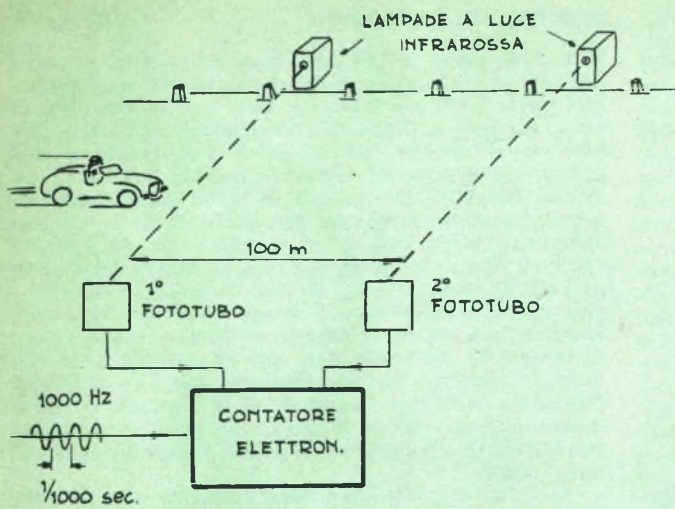 LAMPADE A LUCE
INFRAROSSA
100 m
1°
FOTOTUBO
2°
FOTOTUBO
1000 Hz
CONTATORE
ELETTRON.
1/1000 sec.